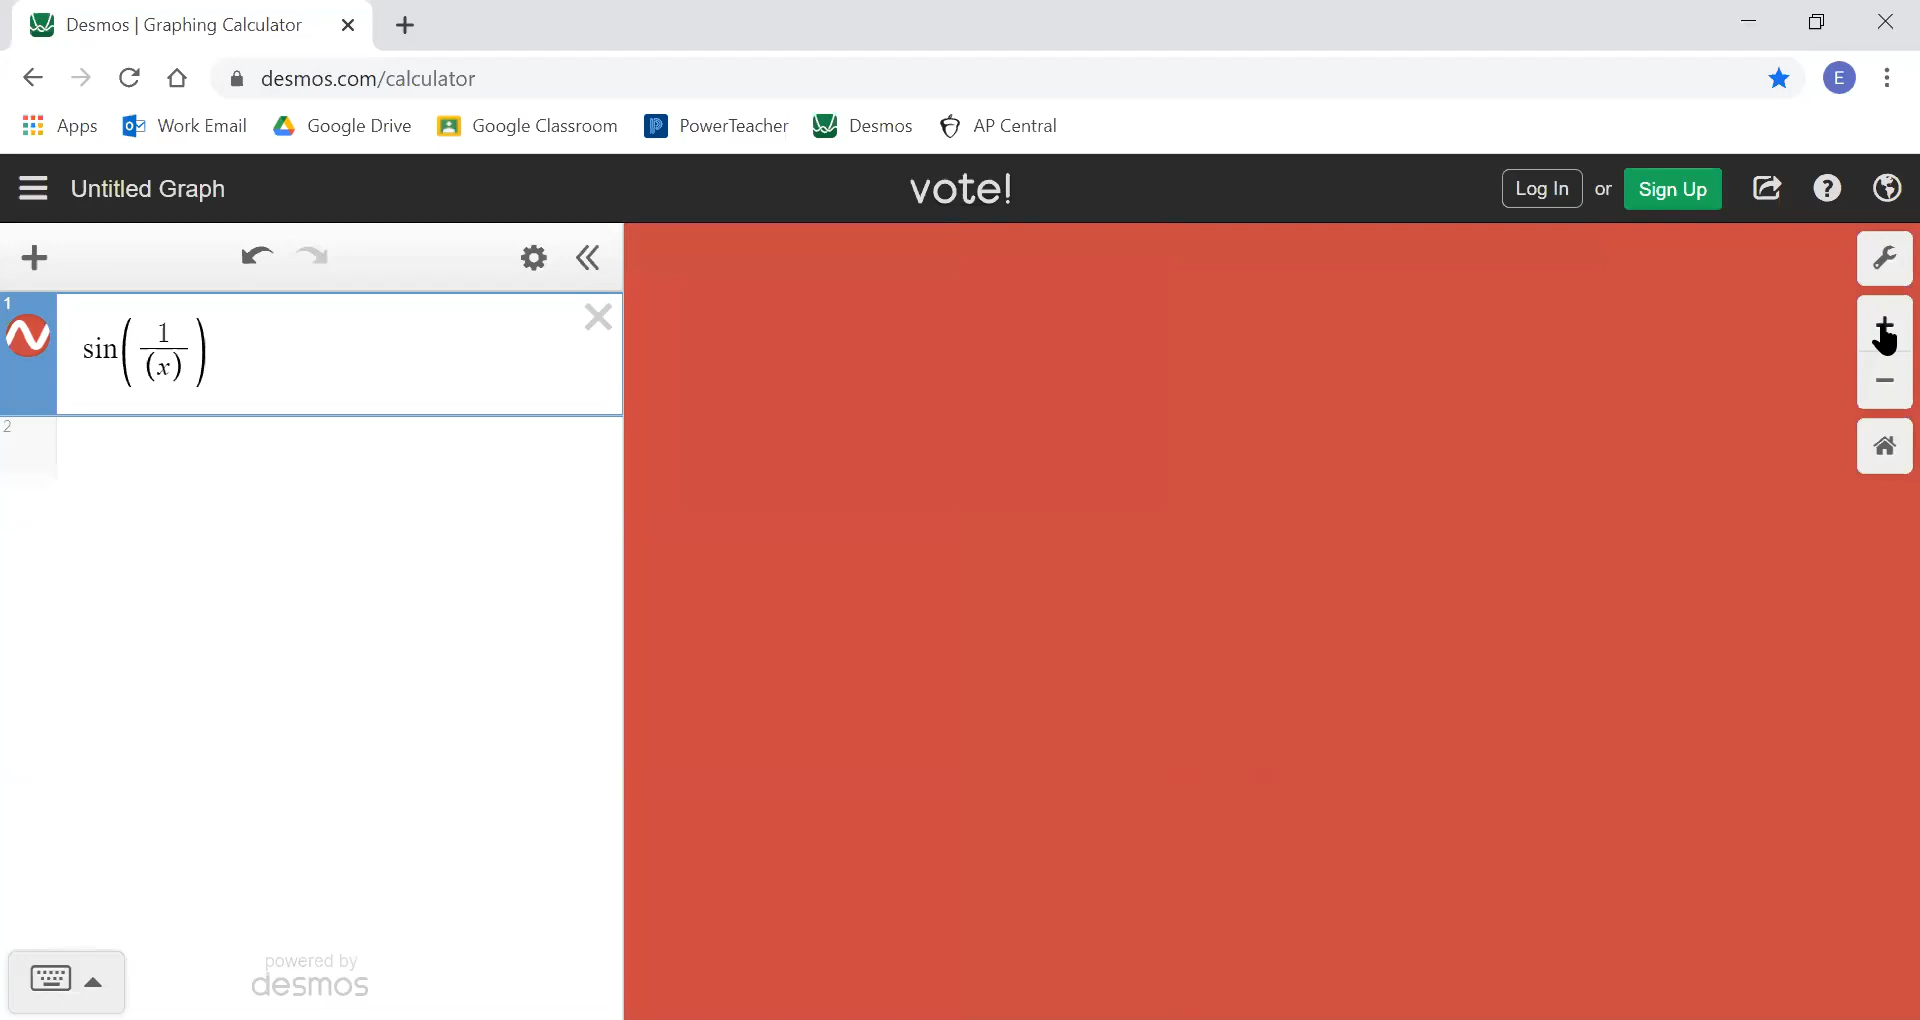 Desmos | Graphing Calculator
desmos.com/calculator
E
Apps Work Email Google Drive Google Classroom PowerTeacher Desmos AP Central
Untitled Graph
vote!
Log In or Sign Up
1
sin(1/(x))
2
powered by
desmos